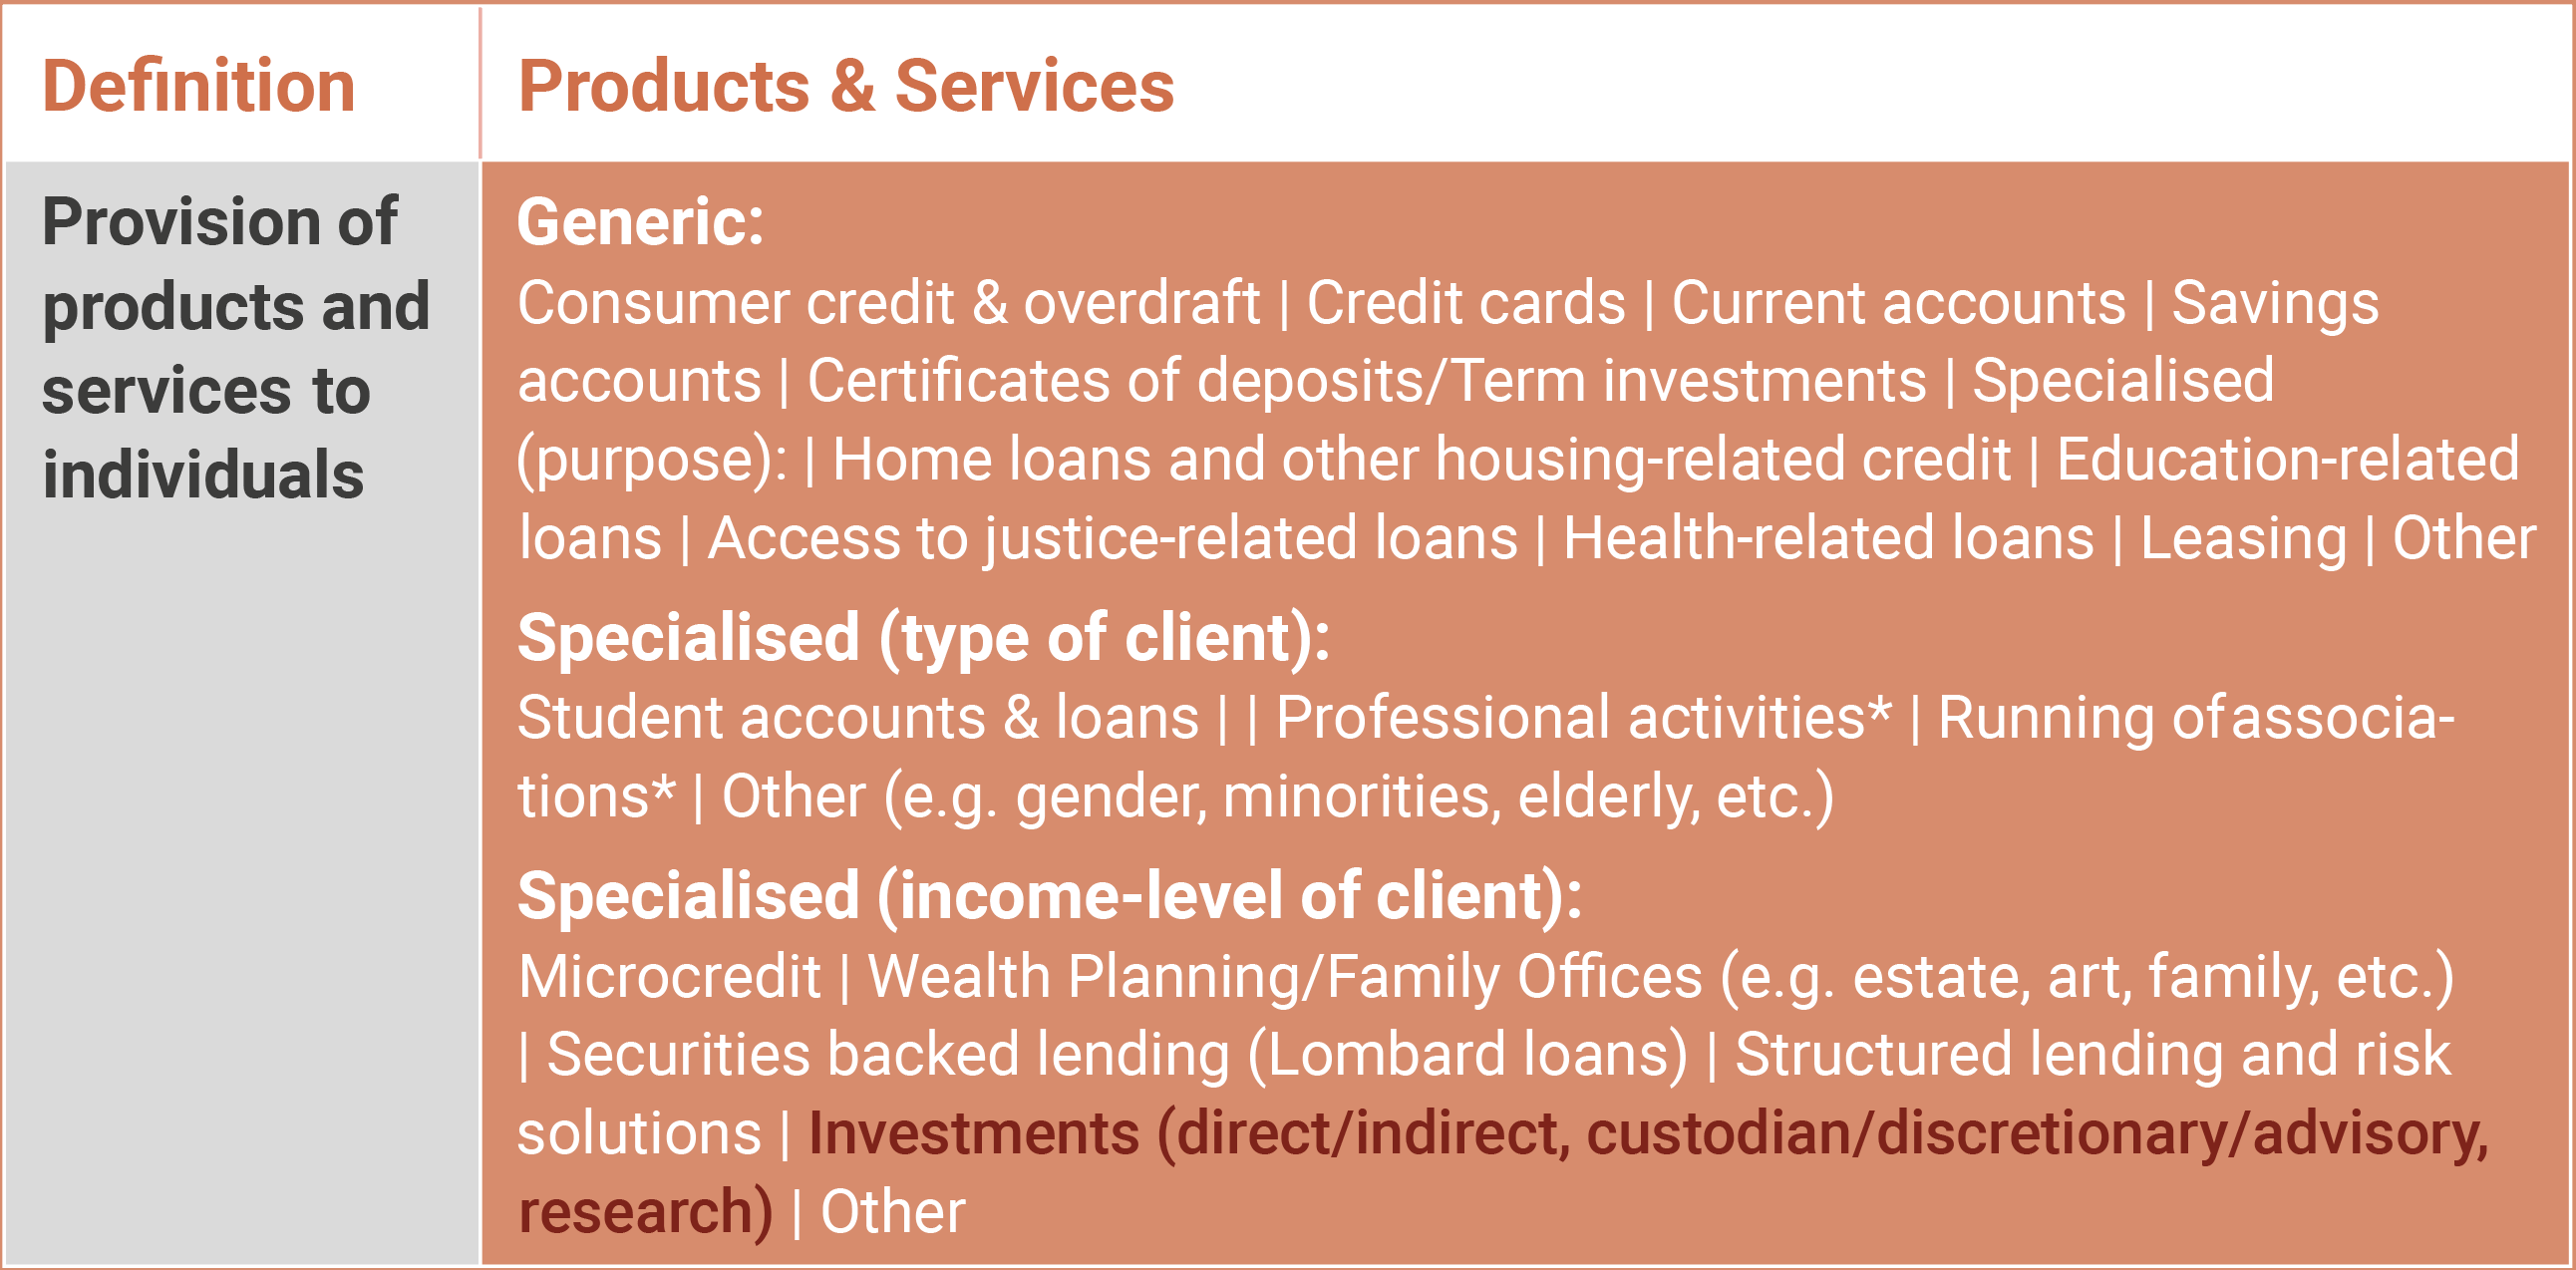 Definition
Products & Services
Provision of
products and
services to
individuals
Generic:
Consumer credit & overdraft | Credit cards | Current accounts | Savings
accounts | Certificates of deposits/Term investments | Specialised
(purpose): | Home loans and other housing-related credit | Education-related
loans | Access to justice-related loans | Health-related loans | Leasing | Other
Specialised (type of client):
Student accounts & loans | | Professional activities* | Running ofassocia-
tions* | Other (e.g. gender, minorities, elderly, etc.)
Specialised (income-level of client):
Microcredit | Wealth Planning/Family Offices (e.g. estate, art, family, etc.)
| Securities backed lending (Lombard loans) | Structured lending and risk
solutions | Investments (direct/indirect, custodian/discretionary/advisory,
research) | Other